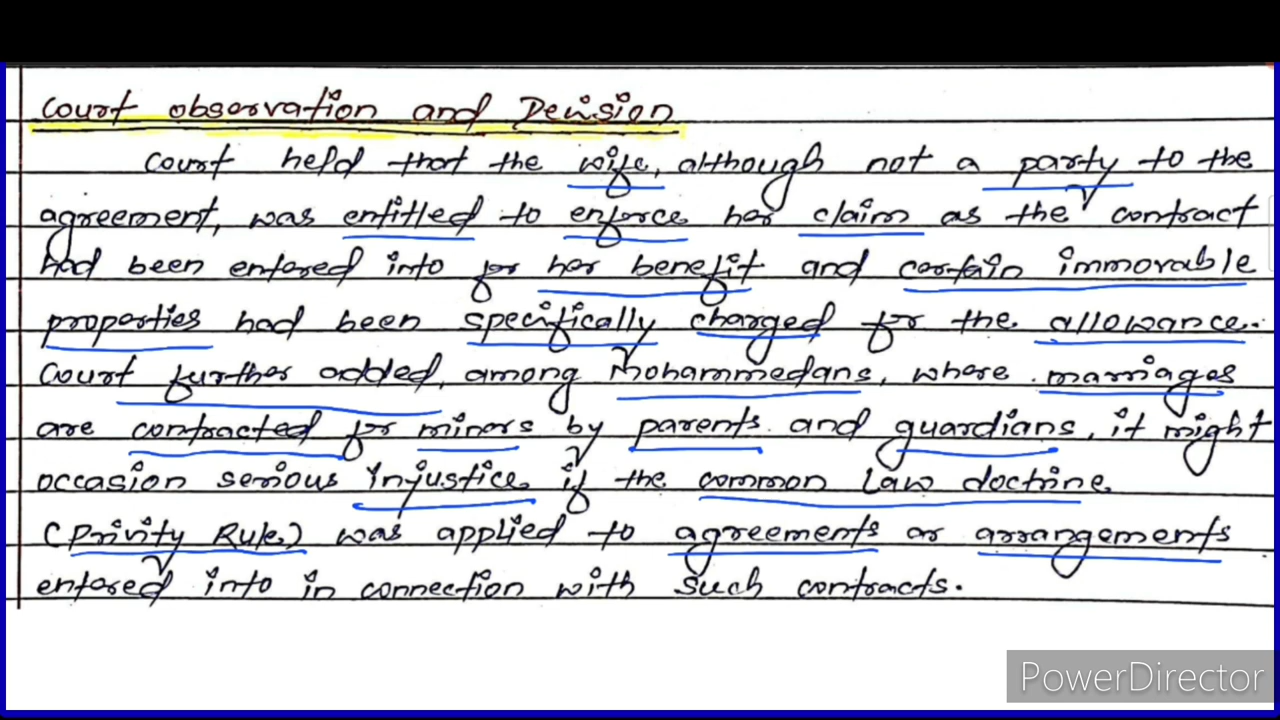 Court observation and Decision
Court held that the wife, although not a party to the
agreement, was entitled to enforce her claim as the contract
had been entered into for her benefit and certain immovable
properties had been specifically charged for the allowance.
Court further added, among Mohammedans, where marriages
are contracted for minors by parents and guardians, it might
occasion serious Injustice if the common law doctrine
(Privity Rule) was applied to agreements or arrangements
entered into in connection with such contracts.
PowerDirector